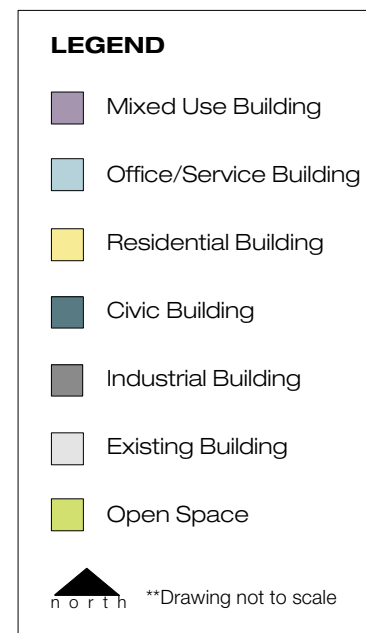 LEGEND
Mixed Use Building
Office/Service Building
Residential Building
Civic Building
Industrial Building
Existing Building
Open Space
north **Drawing not to scale